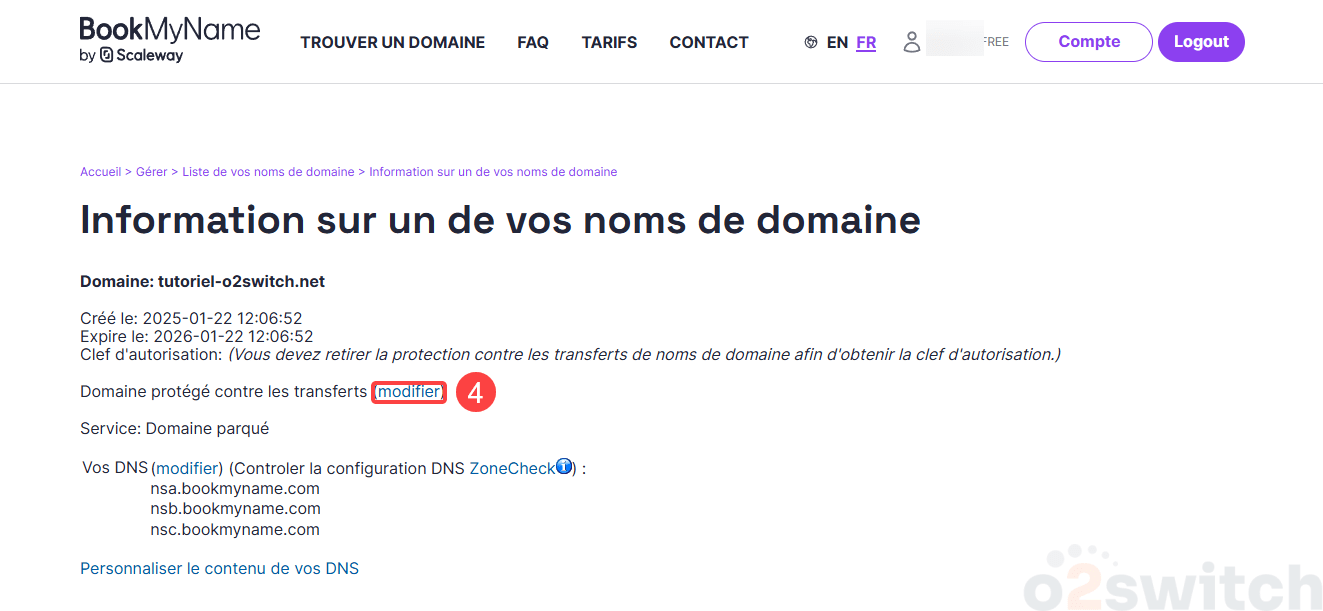 BookMyName
by Scaleway
TROUVER UN DOMAINE FAQ TARIFS CONTACT EN FR FREE Compte Logout
Accueil > Gérer > Liste de vos noms de domaine > Information sur un de vos noms de domaine
Information sur un de vos noms de domaine
Domaine: tutoriel-o2switch.net
Créé le: 2025-01-22 12:06:52
Expire le: 2026-01-22 12:06:52
Clef d'autorisation: (Vous devez retirer la protection contre les transferts de noms de domaine afin d'obtenir la clef d'autorisation.)
Domaine protégé contre les transferts (modifier) 4
Service: Domaine parqué
Vos DNS (modifier) (Controler la configuration DNS ZoneCheck) :
nsa.bookmyname.com
nsb.bookmyname.com
nsc.bookmyname.com
Personnaliser le contenu de vos DNS
o2switch